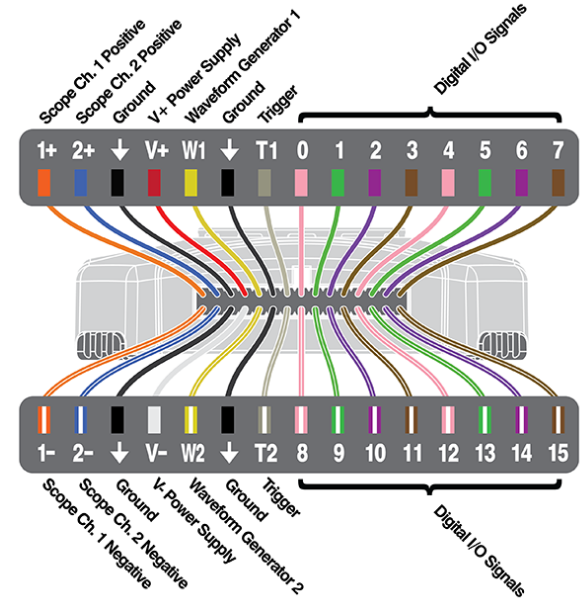 Scope Ch. 1 Positive
Scope Ch. 2 Positive
Ground
V+ Power Supply
Waveform Generator 1
Ground
Trigger
Digital I/O Signals
1+ 2+ V+ W1 T1 0 1 2 3 4 5 6 7
1- 2- V- W2 T2 8 9 10 11 12 13 14 15
Scope Ch. 1 Negative
Scope Ch. 2 Negative
Ground
V- Power Supply
Waveform Generator 2
Ground
Trigger
Digital I/O Signals